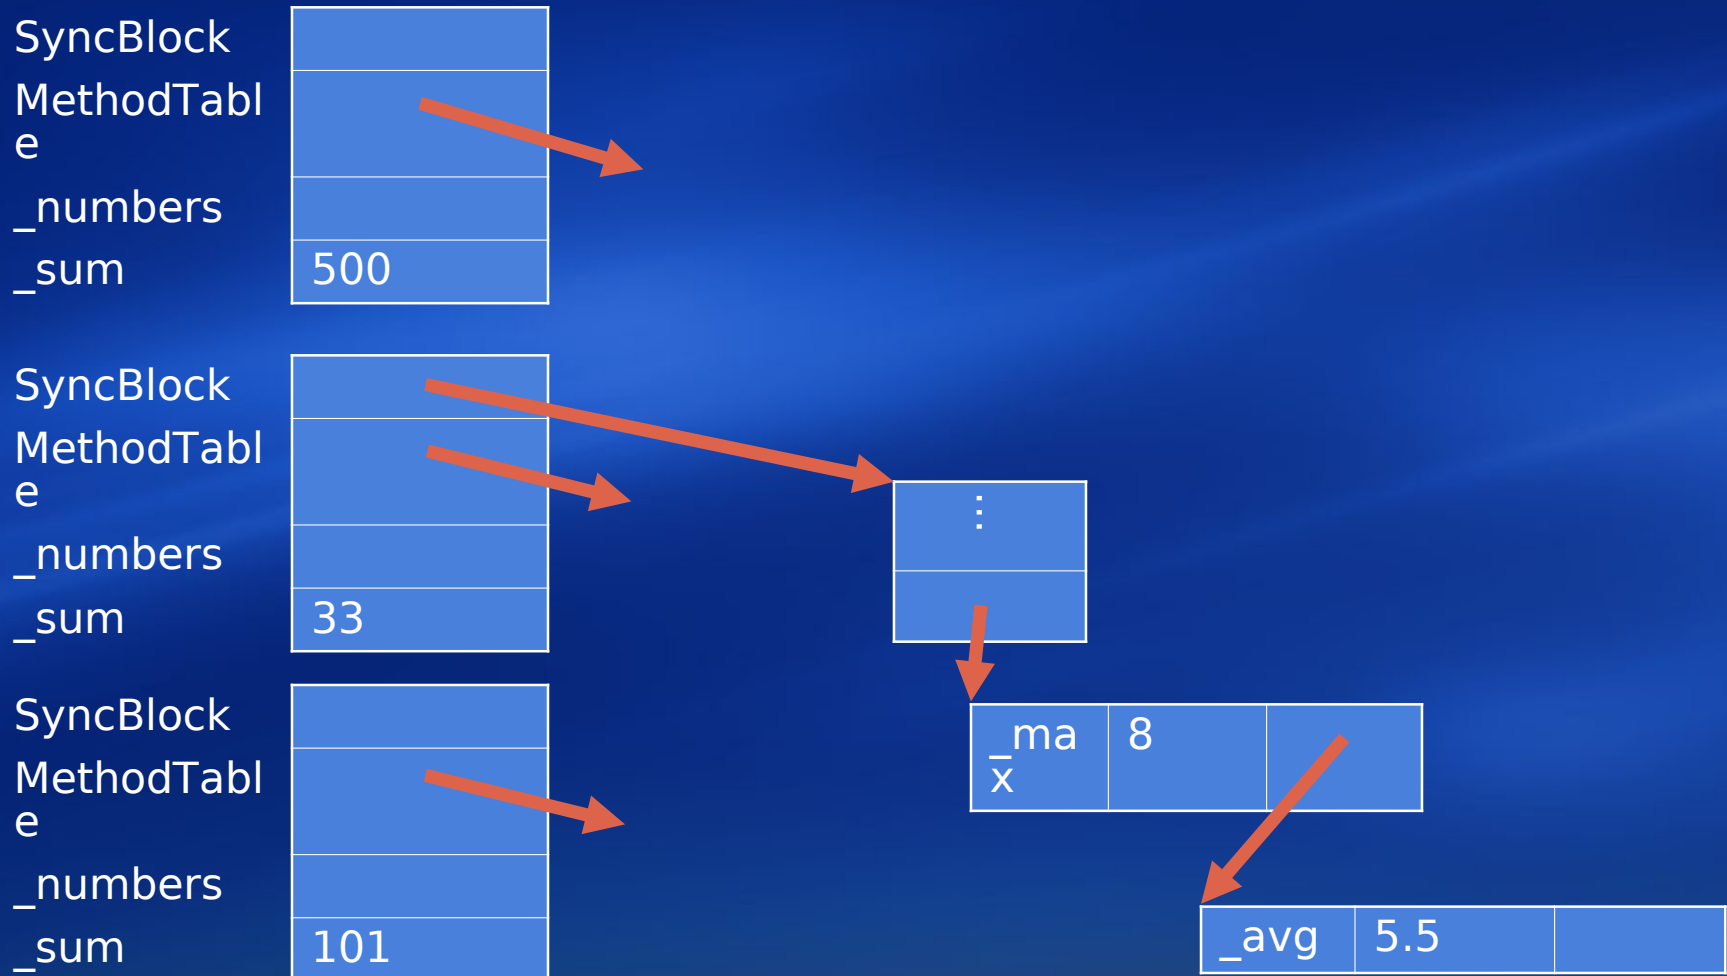 SyncBlock
MethodTabl
e
_numbers
_sum 500
SyncBlock
MethodTabl
e
_numbers
_sum 33
⋮
SyncBlock
MethodTabl
e
_numbers
_sum 101
_ma 8
x
_avg 5.5